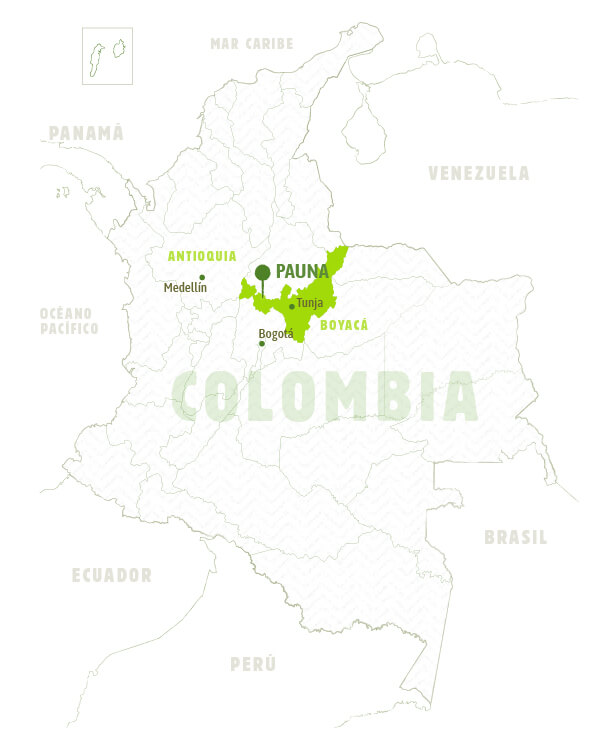 MAR CARIBE
PANAMÁ
VENEZUELA
ANTIOQUIA
PAUNA
Medellín
Tunja
OCÉANO
PACÍFICO
BOYACÁ
Bogotá
COLOMBIA
BRASIL
ECUADOR
PERÚ